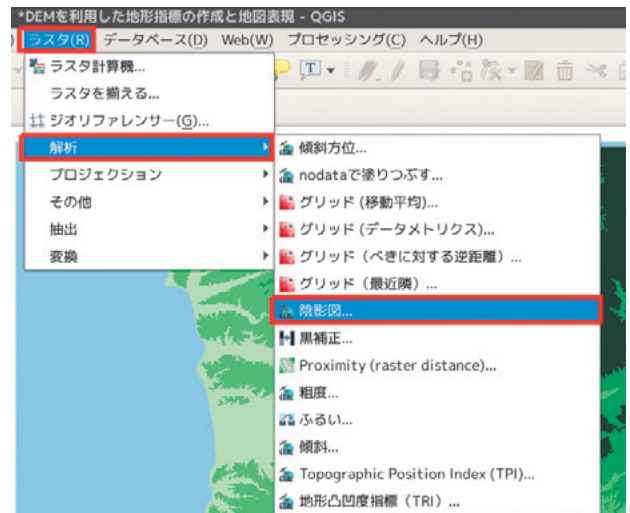 *DEMを利用した地形指標の作成と地図表現 - QGIS
) ラスタ(R) データベース(D) Web(W) プロセッシング(C) ヘルプ(H)
ラスタ計算機...
ラスタを揃える...
ジオリファレンサー(G)...
解析
プロジェクション
その他
抽出
変換
傾斜方位...
nodataで塗りつぶす...
グリッド (移動平均)...
グリッド (データメトリクス)...
グリッド（べきに対する逆距離）...
グリッド（最近隣）...
陰影図...
黒補正...
Proximity (raster distance)...
粗度...
ふるい...
傾斜...
Topographic Position Index (TPI)...
地形凸凹度指標（TRI）...